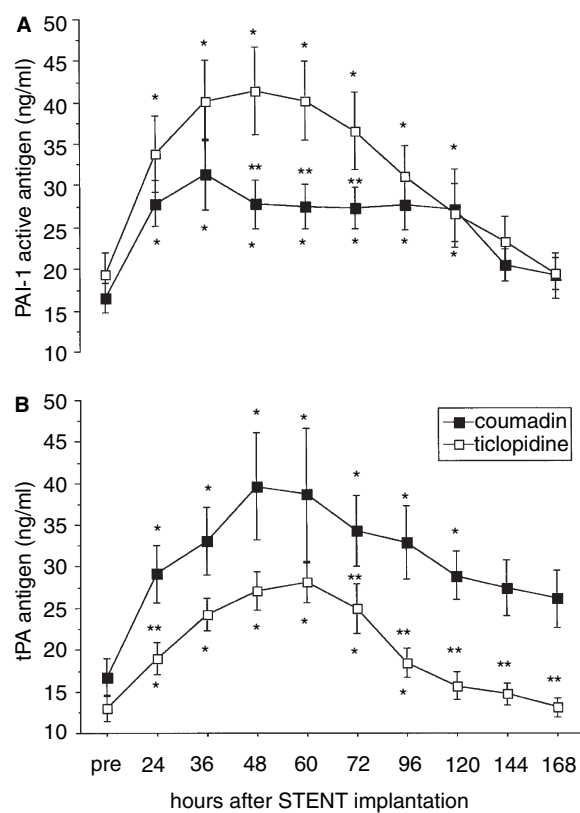 A
PAI-1 active antigen (ng/ml)
50
45
40
35
30
25
20
15
10
* * * * * * * *
** ** **
* * * * * * *
B
tPA antigen (ng/ml)
50
45
40
35
30
25
20
15
10
coumadin
ticlopidine
* * * * * * * *
** ** ** ** ** **
* * * * * *
pre 24 36 48 60 72 96 120 144 168
hours after STENT implantation